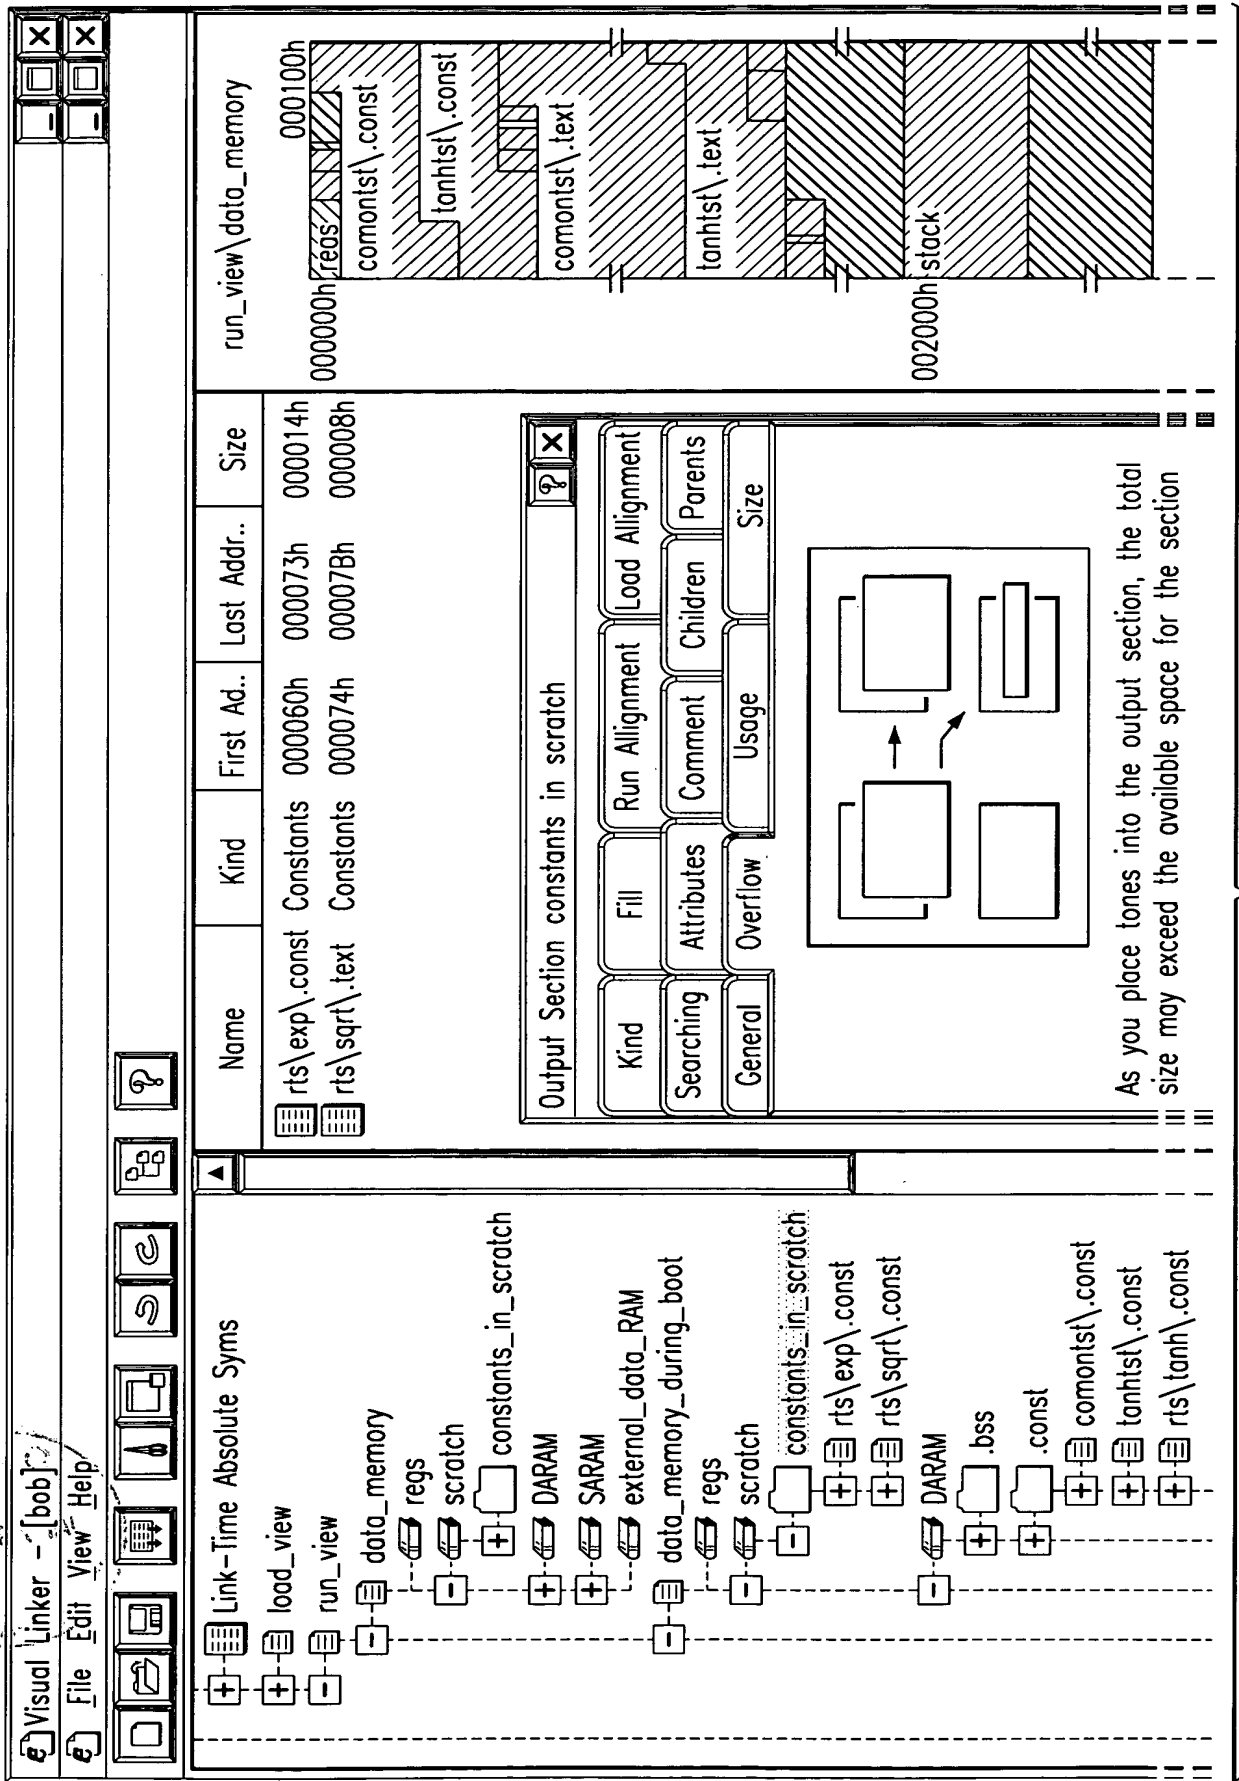 Visual Linker – [bob]
File Edit View Help
Link-Time Absolute Syms
load_view
run_view
data_memory
regs
scratch
constants_in_scratch
DARAM
SARAM
external_data_RAM
data_memory_during_boot
regs
scratch
constants_in_scratch
rts\exp\.const
rts\sqrt\.const
DARAM
.bss
.const
comontst\.const
tanhtst\.const
rts\tanh\.const
Name Kind First Ad.. Last Addr.. Size
rts\exp\.const Constants 000060h 000073h 000014h
rts\sqrt\.text Constants 000074h 00007Bh 000008h
Output Section constants in scratch
? X
Kind Fill Run Allignment Load Allignment
Searching Attributes Comment Children Parents
General Overflow Usage Size
As you place tones into the output section, the total
size may exceed the available space for the section
run_view\data_memory
000100h
000000h regs
comontst\.const
tanhtst\.const
comontst\.text
tanhtst\.text
002000h stack